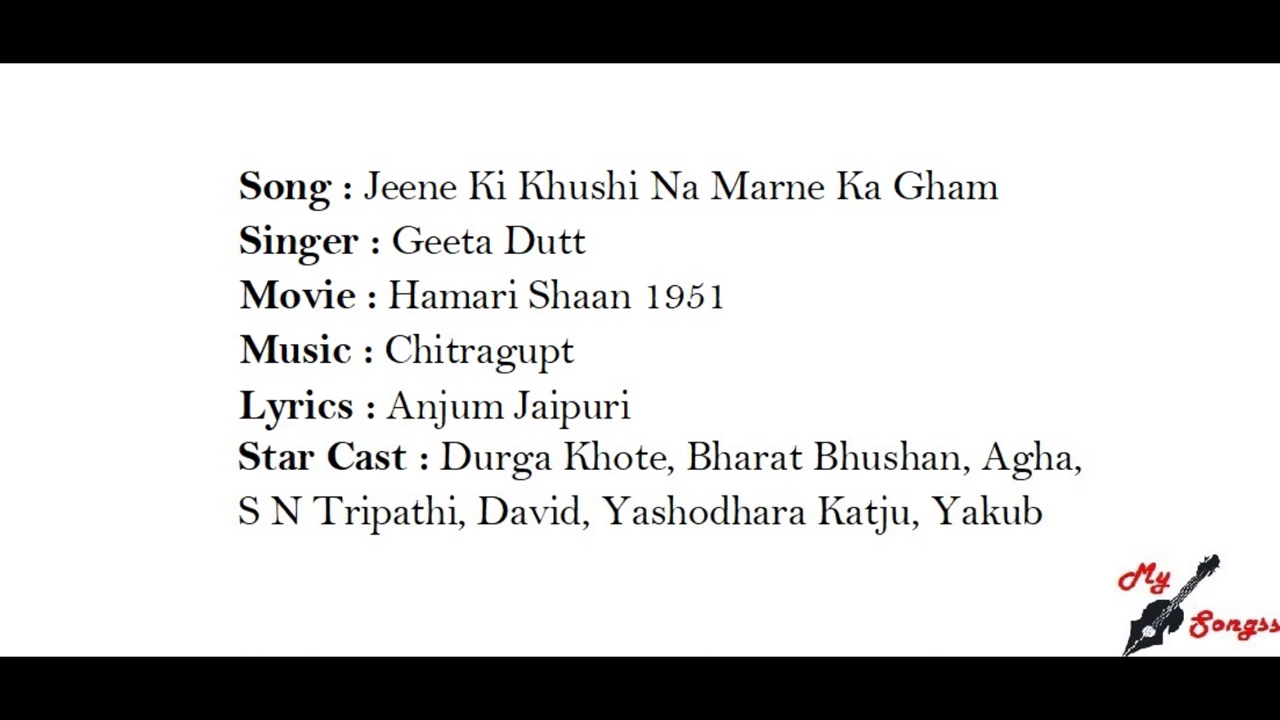 Song : Jeene Ki Khushi Na Marne Ka Gham
Singer : Geeta Dutt
Movie : Hamari Shaan 1951
Music : Chitragupt
Lyrics : Anjum Jaipuri
Star Cast : Durga Khote, Bharat Bhushan, Agha,
S N Tripathi, David, Yashodhara Katju, Yakub
My
Songss